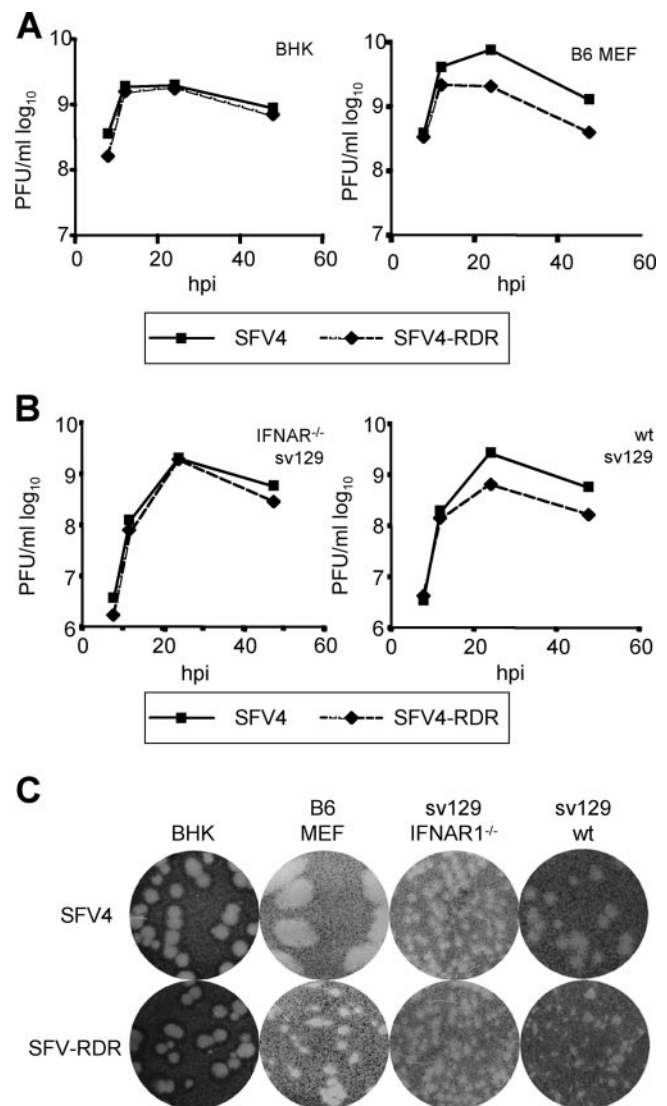 A
BHK
B6 MEF
PFU/ml log10
10
9
8
7
0
20
40
60
hpi
PFU/ml log10
10
9
8
7
0
20
40
60
hpi
SFV4
SFV4-RDR
B
IFNAR-/-
sv129
wt
sv129
PFU/ml log10
10
9
8
7
6
0
20
40
60
hpi
PFU/ml log10
10
9
8
7
6
0
20
40
60
hpi
SFV4
SFV4-RDR
C
BHK
B6
MEF
sv129
IFNAR1-/-
sv129
wt
SFV4
SFV-RDR